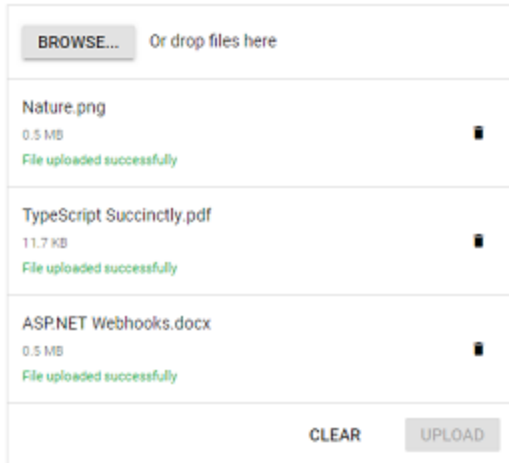 BROWSE... Or drop files here
Nature.png
0.5 MB
File uploaded successfully
TypeScript Succinctly.pdf
11.7 KB
File uploaded successfully
ASP.NET Webhooks.docx
0.5 MB
File uploaded successfully
CLEAR UPLOAD